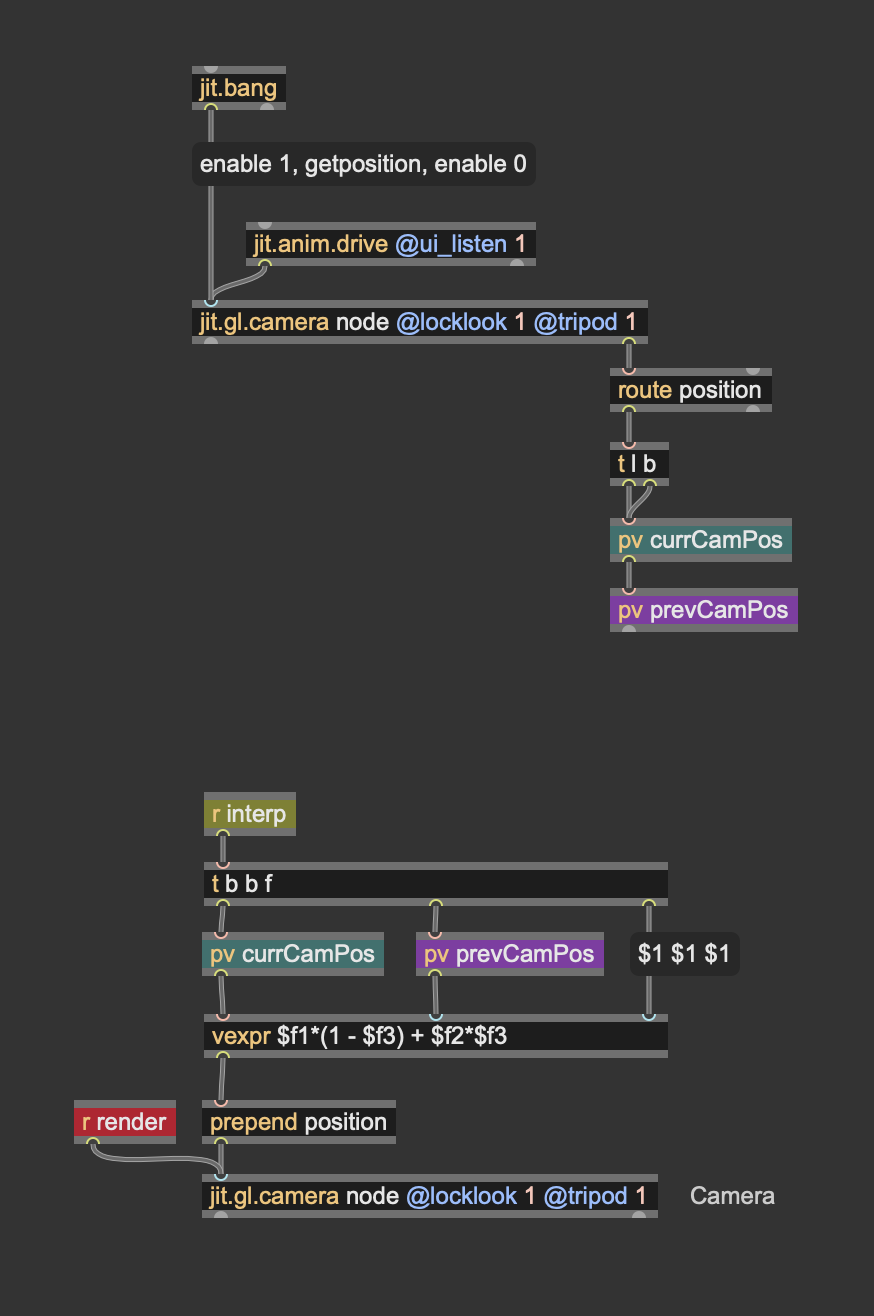 jit.bang
enable 1, getposition, enable 0
jit.anim.drive @ui_listen 1
jit.gl.camera node @locklook 1 @tripod 1
route position
t l b
pv currCamPos
pv prevCamPos
r interp
t b b f
pv currCamPos
pv prevCamPos
$1 $1 $1
vexpr $f1*(1 - $f3) + $f2*$f3
r render
prepend position
jit.gl.camera node @locklook 1 @tripod 1
Camera